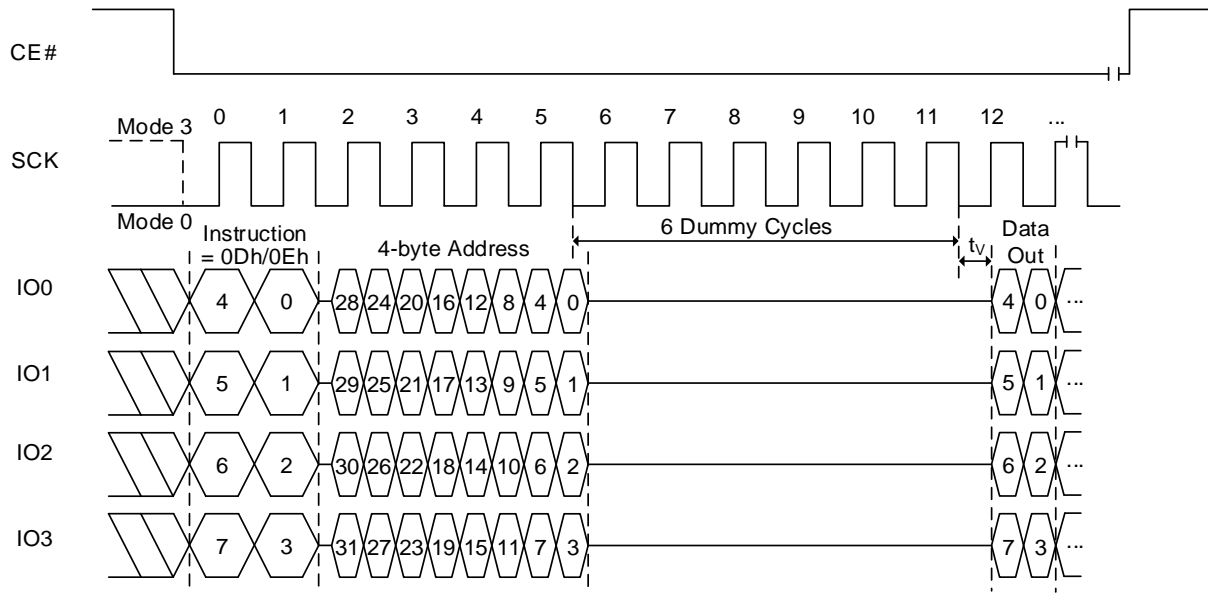 CE#
0 1 2 3 4 5 6 7 8 9 10 11 12 ...
Mode 3
SCK
Mode 0
Instruction
= 0Dh/0Eh
4-byte Address
6 Dummy Cycles
tV
Data
Out
IO0 4 0 28 24 20 16 12 8 4 0 4 0 ...
IO1 5 1 29 25 21 17 13 9 5 1 5 1 ...
IO2 6 2 30 26 22 18 14 10 6 2 6 2 ...
IO3 7 3 31 27 23 19 15 11 7 3 7 3 ...